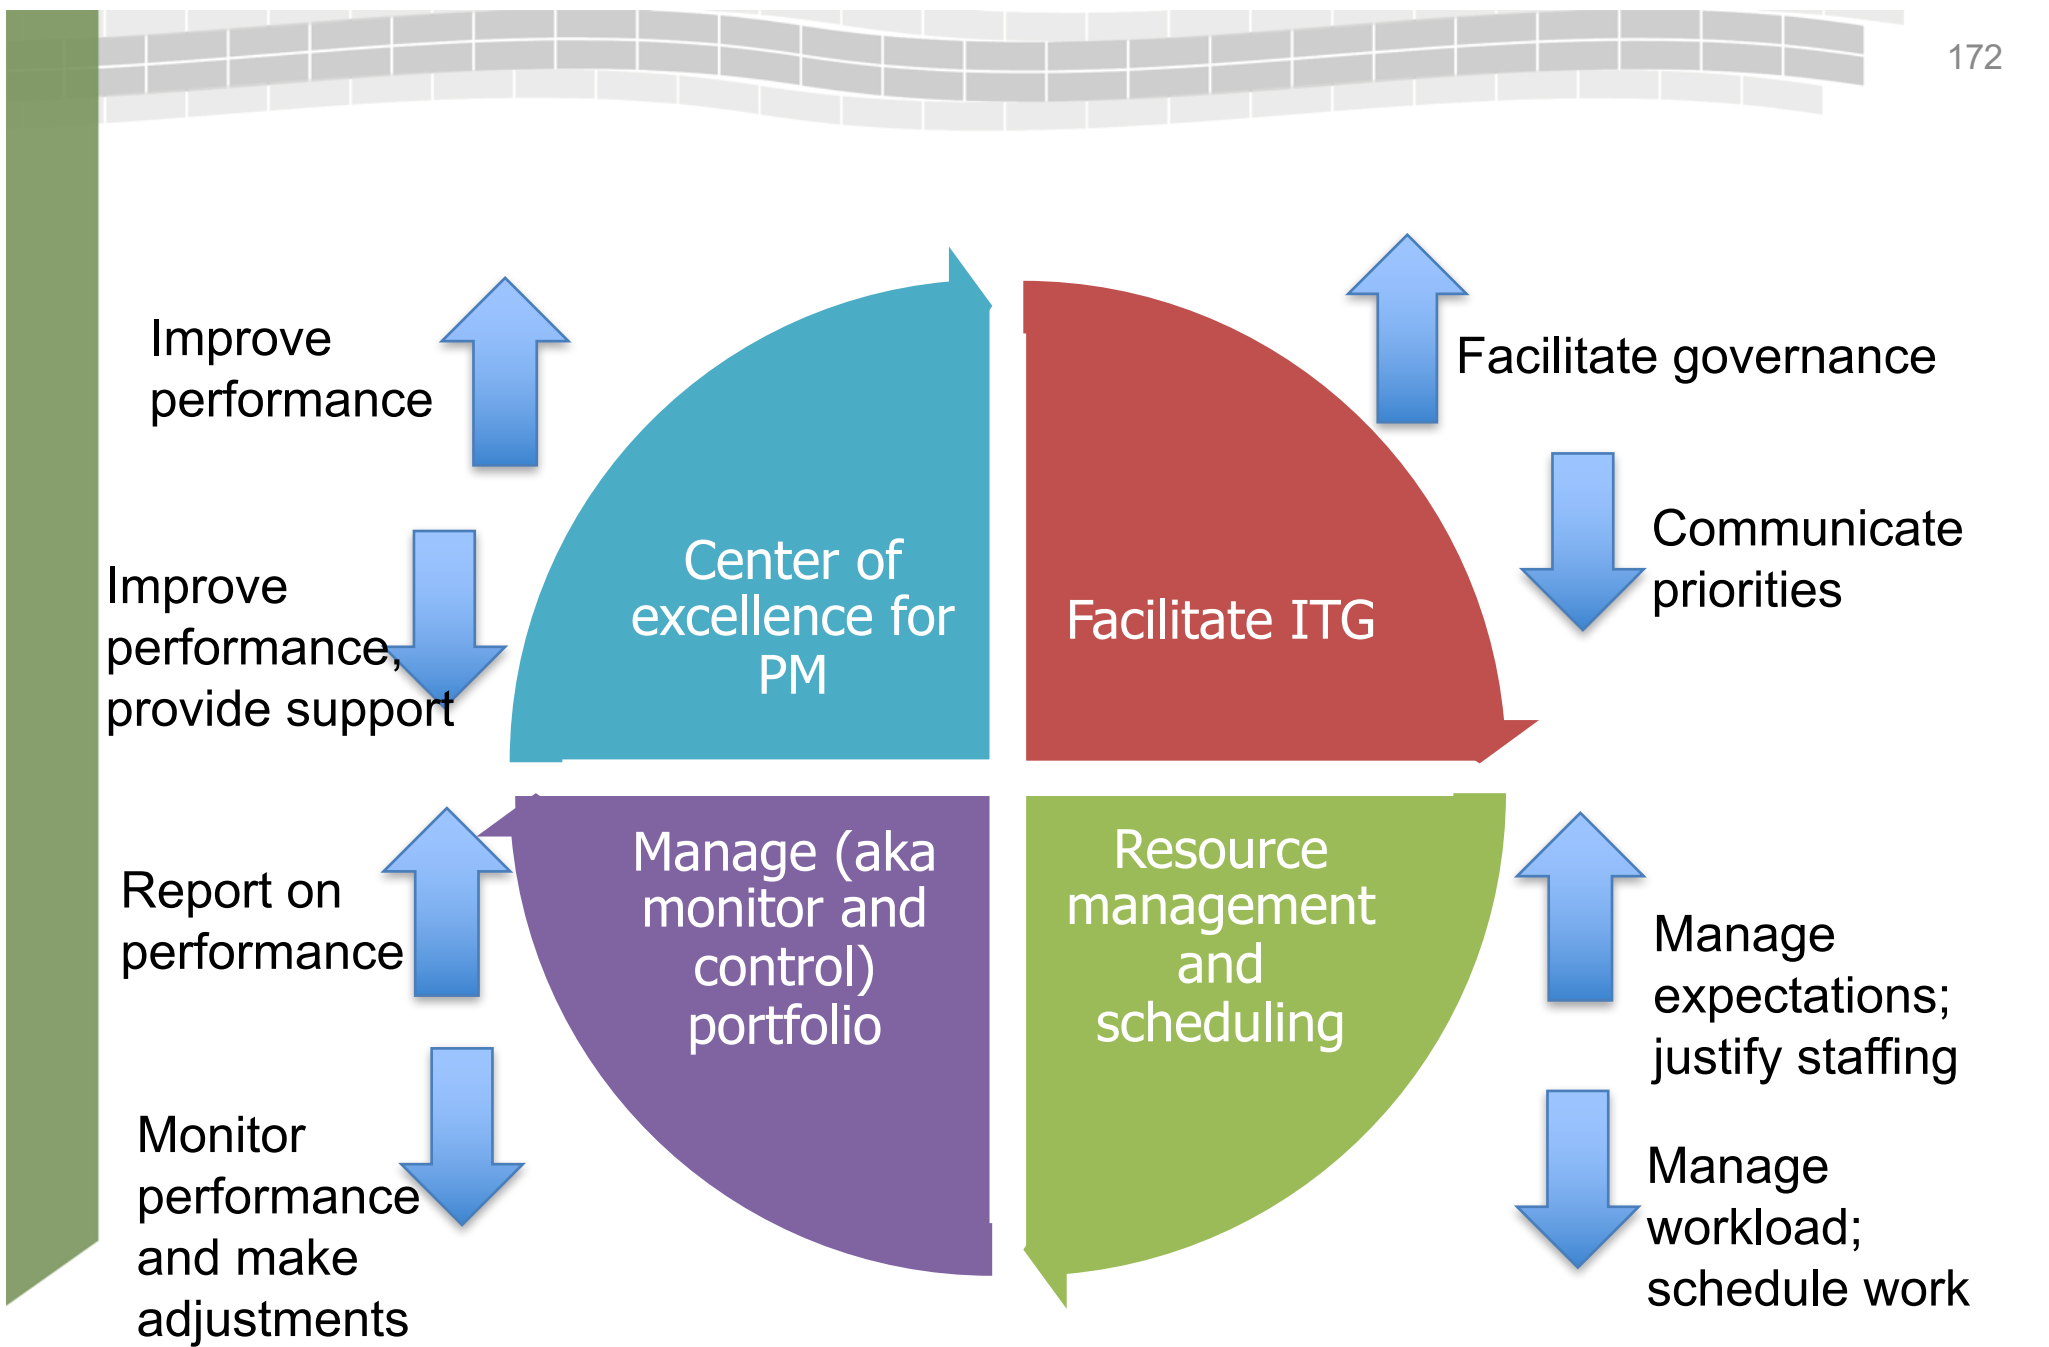 172
Improve
performance
Facilitate governance
Communicate
priorities
Improve
performance,
provide support
Center of
excellence for
PM
Facilitate ITG
Manage (aka
monitor and
control)
portfolio
Resource
management
and
scheduling
Report on
performance
Manage
expectations;
justify staffing
Monitor
performance
and make
adjustments
Manage
workload;
schedule work